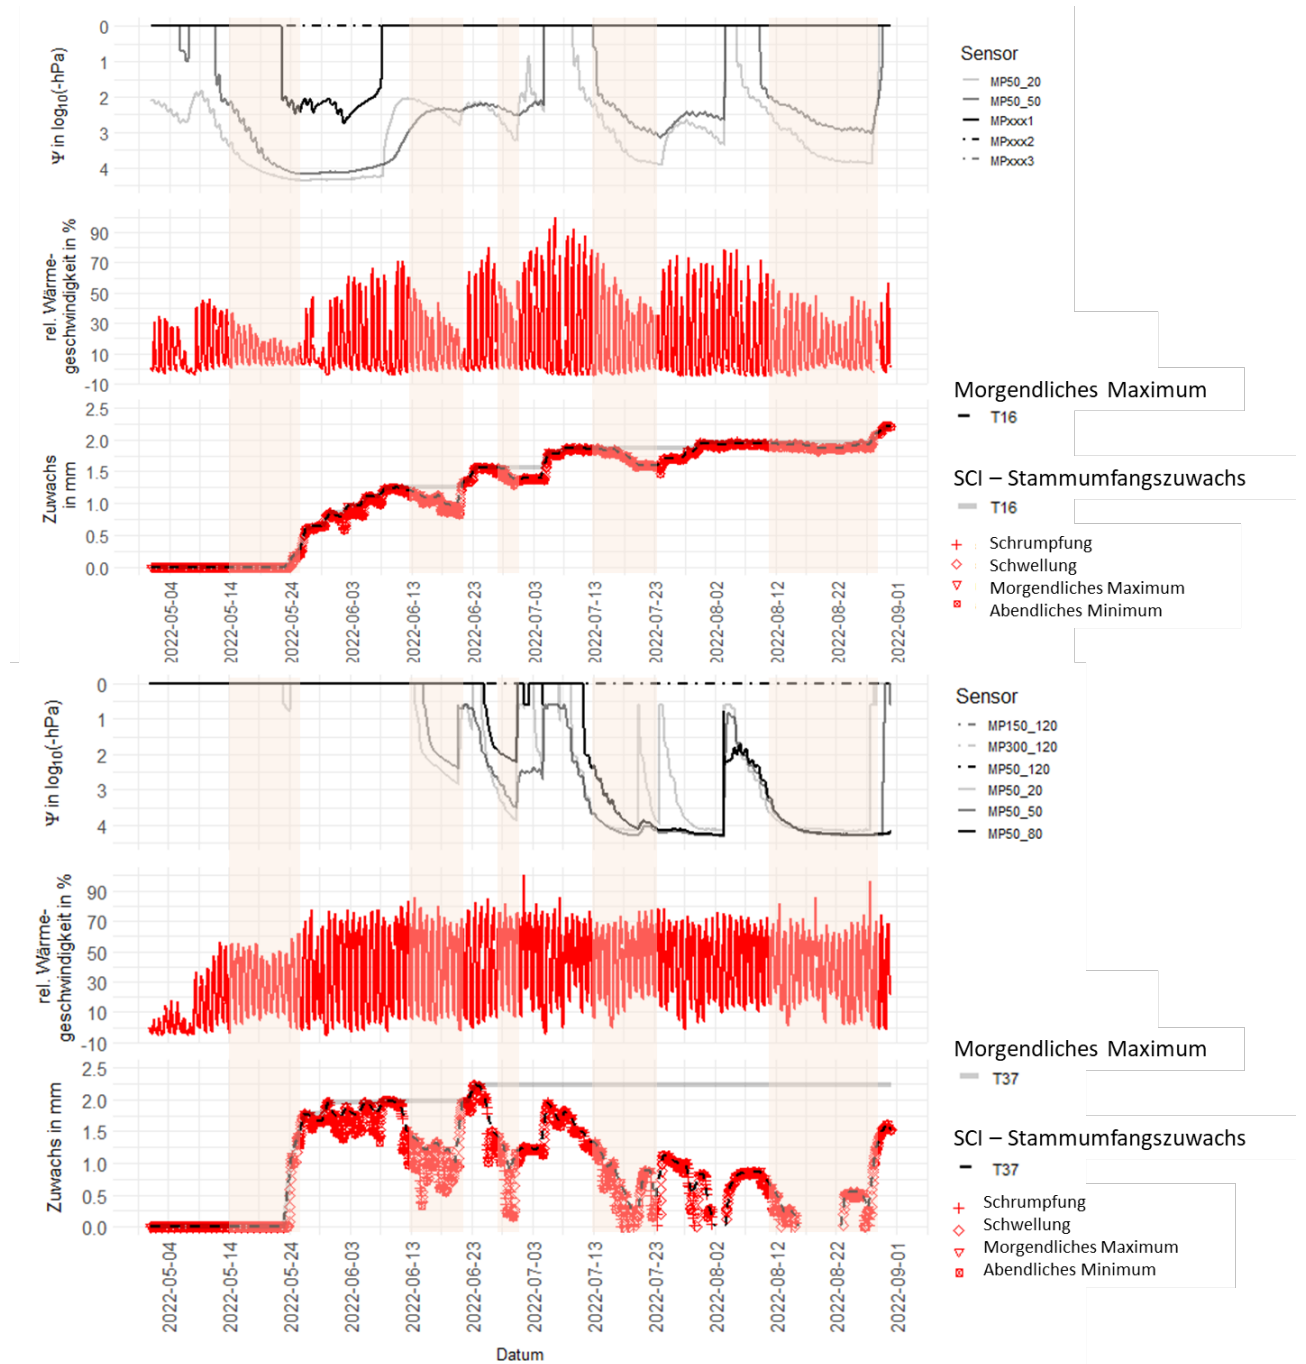 0
1
2
3
4
Ψ in log10(-hPa)
Sensor
MP50_20
MP50_50
MPxxx1
MPxxx2
MPxxx3
90
70
50
30
10
-10
rel. Wärme-
geschwindigkeit in %
2.5
2.0
1.5
1.0
0.5
0.0
Zuwachs
in mm
Morgendliches Maximum
T16
SCI – Stammumfangszuwachs
T16
Schrumpfung
Schwellung
Morgendliches Maximum
Abendliches Minimum
2022-05-04
2022-05-14
2022-05-24
2022-06-03
2022-06-13
2022-06-23
2022-07-03
2022-07-13
2022-07-23
2022-08-02
2022-08-12
2022-08-22
2022-09-01
0
1
2
3
4
Ψ in log10(-hPa)
Sensor
MP150_120
MP300_120
MP50_120
MP50_20
MP50_50
MP50_80
90
70
50
30
10
-10
rel. Wärme-
geschwindigkeit in %
2.5
2.0
1.5
1.0
0.5
0.0
Zuwachs in mm
Morgendliches Maximum
T37
SCI – Stammumfangszuwachs
T37
Schrumpfung
Schwellung
Morgendliches Maximum
Abendliches Minimum
2022-05-04
2022-05-14
2022-05-24
2022-06-03
2022-06-13
2022-06-23
2022-07-03
2022-07-13
2022-07-23
2022-08-02
2022-08-12
2022-08-22
2022-09-01
Datum